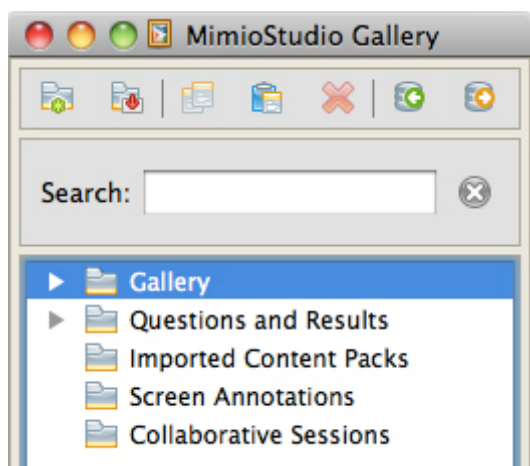 MimioStudio Gallery
Search:
Gallery
Questions and Results
Imported Content Packs
Screen Annotations
Collaborative Sessions